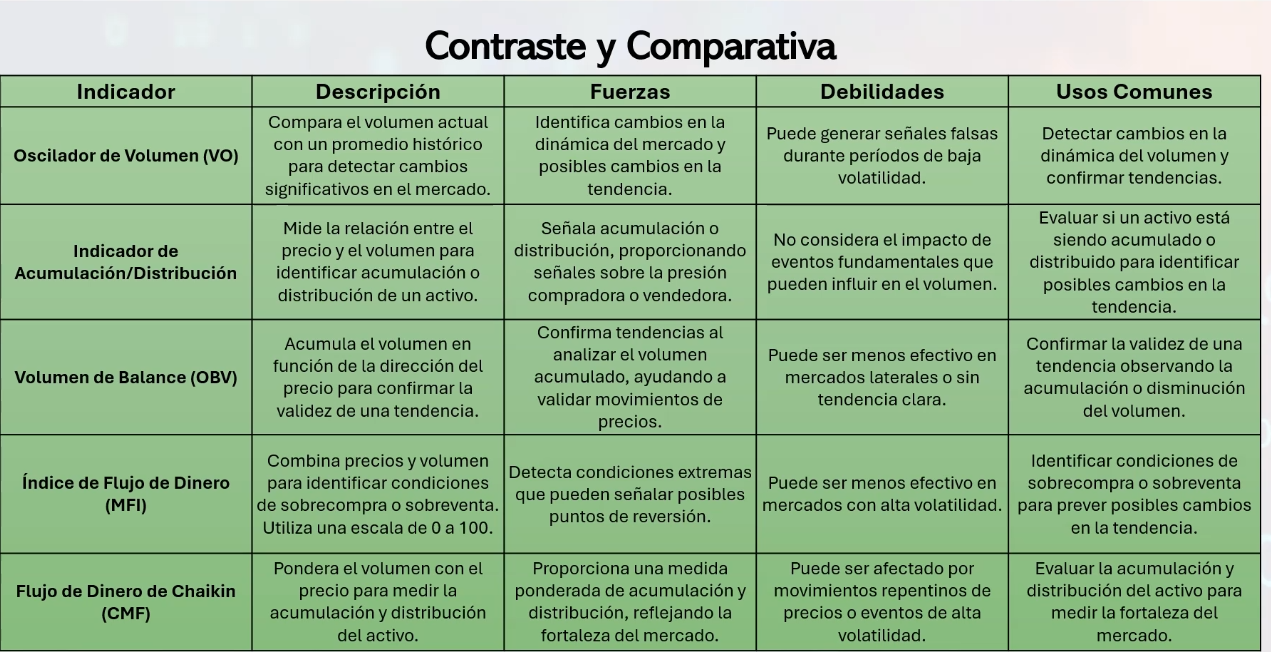 Contraste y Comparativa
Indicador
Descripción
Fuerzas
Debilidades
Usos Comunes
Oscilador de Volumen (VO)
Compara el volumen actual
con un promedio histórico
para detectar cambios
significativos en el mercado.
Identifica cambios en la
dinámica del mercado y
posibles cambios en la
tendencia.
Puede generar señales falsas
durante períodos de baja
volatilidad.
Detectar cambios en la
dinámica del volumen y
confirmar tendencias.
Indicador de
Acumulación/Distribución
Mide la relación entre el
precio y el volumen para
identificar acumulación o
distribución de un activo.
Señala acumulación o
distribución, proporcionando
señales sobre la presión
compradora o vendedora.
No considera el impacto de
eventos fundamentales que
pueden influir en el volumen.
Evaluar si un activo está
siendo acumulado o
distribuido para identificar
posibles cambios en la
tendencia.
Volumen de Balance (OBV)
Acumula el volumen en
función de la dirección del
precio para confirmar la
validez de una tendencia.
Confirma tendencias al
analizar el volumen
acumulado, ayudando a
validar movimientos de
precios.
Puede ser menos efectivo en
mercados laterales o sin
tendencia clara.
Confirmar la validez de una
tendencia observando la
acumulación o disminución
del volumen.
Índice de Flujo de Dinero
(MFI)
Combina precios y volumen
para identificar condiciones
de sobrecompra o sobreventa.
Utiliza una escala de 0 a 100.
Detecta condiciones extremas
que pueden señalar posibles
puntos de reversión.
Puede ser menos efectivo en
mercados con alta volatilidad.
Identificar condiciones de
sobrecompra o sobreventa
para prever posibles cambios
en la tendencia.
Flujo de Dinero de Chaikin
(CMF)
Pondera el volumen con el
precio para medir la
acumulación y distribución
del activo.
Proporciona una medida
ponderada de acumulación y
distribución, reflejando la
fortaleza del mercado.
Puede ser afectado por
movimientos repentinos de
precios o eventos de alta
volatilidad.
Evaluar la acumulación y
distribución del activo para
medir la fortaleza del
mercado.